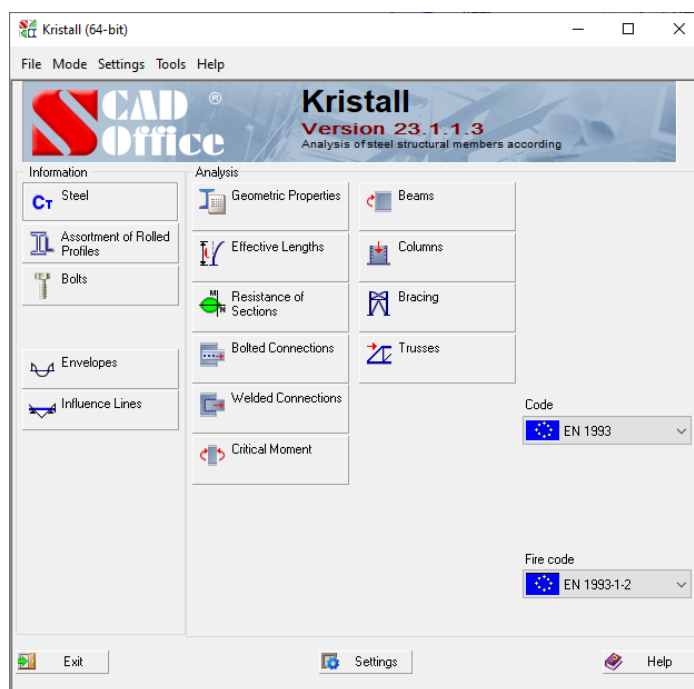 Kristall (64-bit)
File Mode Settings Tools Help
SCAD ®
Office
Kristall
Version 23.1.1.3
Analysis of steel structural members according
Information
Ст Steel
Assortment of Rolled
Profiles
Bolts
Envelopes
Influence Lines
Analysis
Geometric Properties
Effective Lengths
Resistance of
Sections
Bolted Connections
Welded Connections
Critical Moment
Beams
Columns
Bracing
Trusses
Code
EN 1993
Fire code
EN 1993-1-2
Exit
Settings
Help